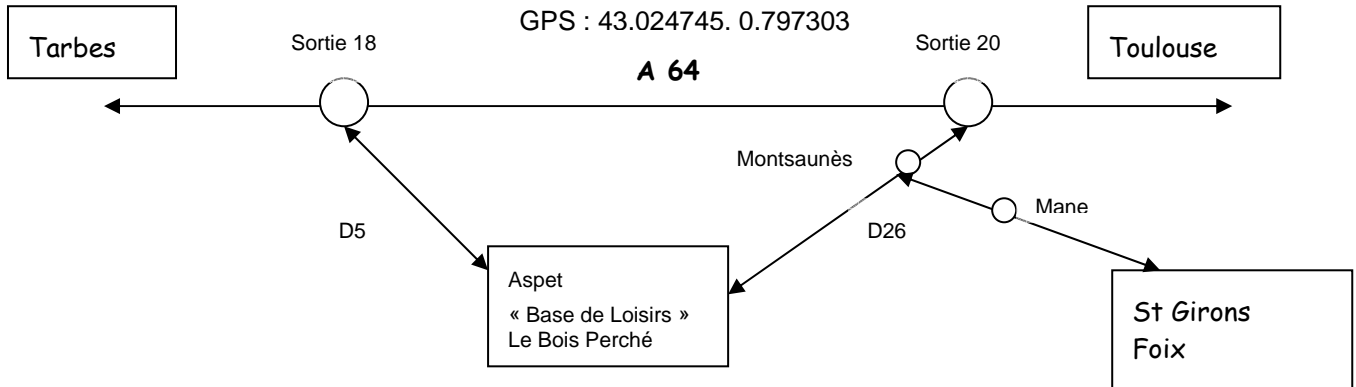 GPS : 43.024745. 0.797303
Tarbes
Sortie 18
Sortie 20
Toulouse
A 64
Montsaunès
Mane
D5
D26
Aspet
« Base de Loisirs »
Le Bois Perché
St Girons
Foix